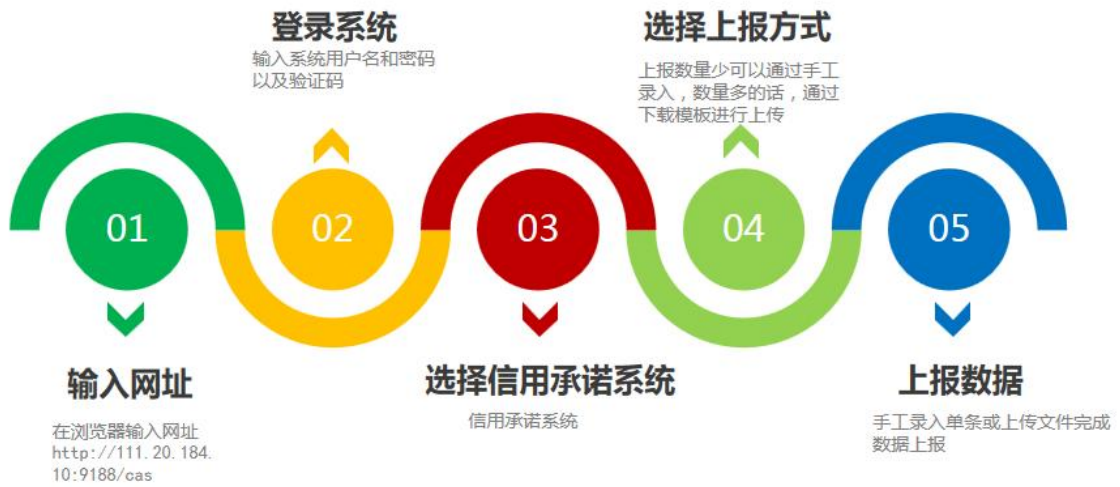 01
输入网址
在浏览器输入网址
http://111.20.184.
10:9188/cas
登录系统
输入系统用户名和密码
以及验证码
02
03
选择信用承诺系统
信用承诺系统
选择上报方式
上报数量少可以通过手工
录入，数量多的话，通过
下载模板进行上传
04
05
上报数据
手工录入单条或上传文件完成
数据上报